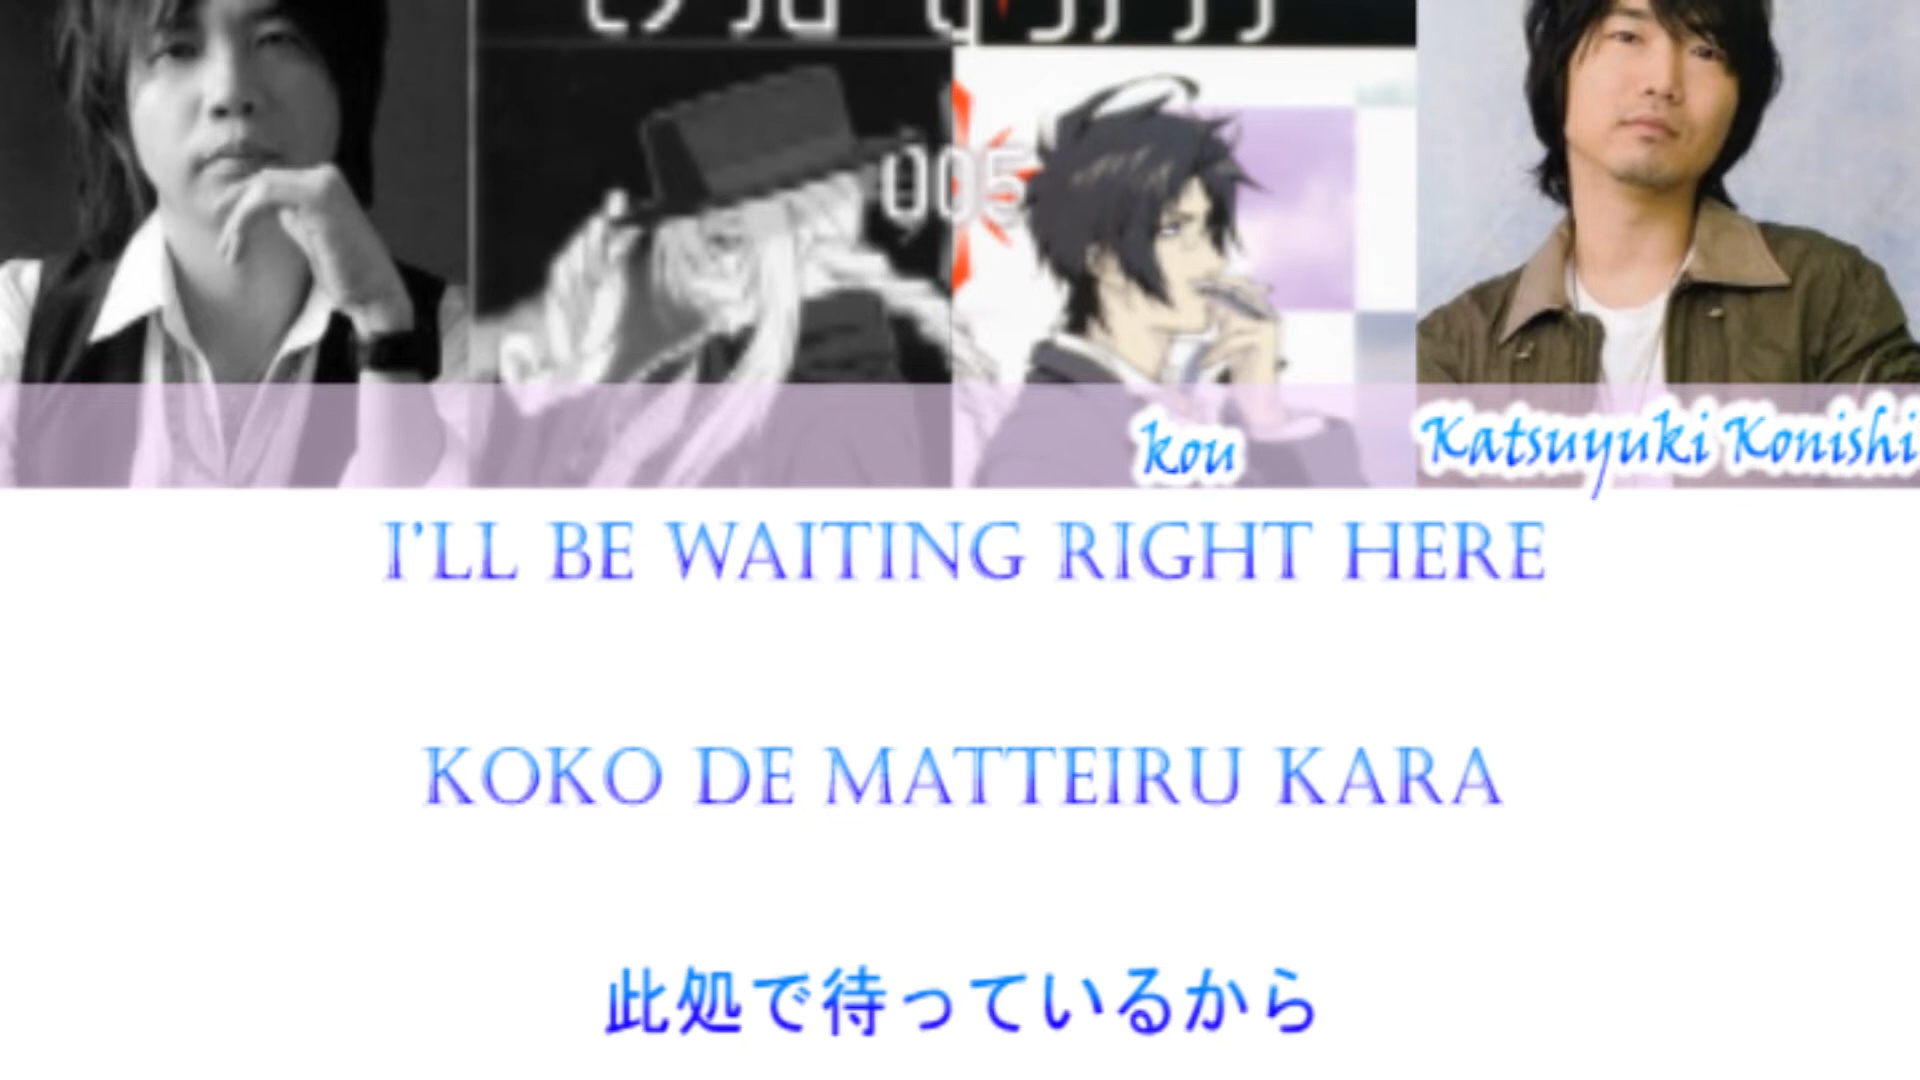 005
kou
Katsuyuki Konishi
I'LL BE WAITING RIGHT HERE
KOKO DE MATTEIRU KARA
此処で待っているから